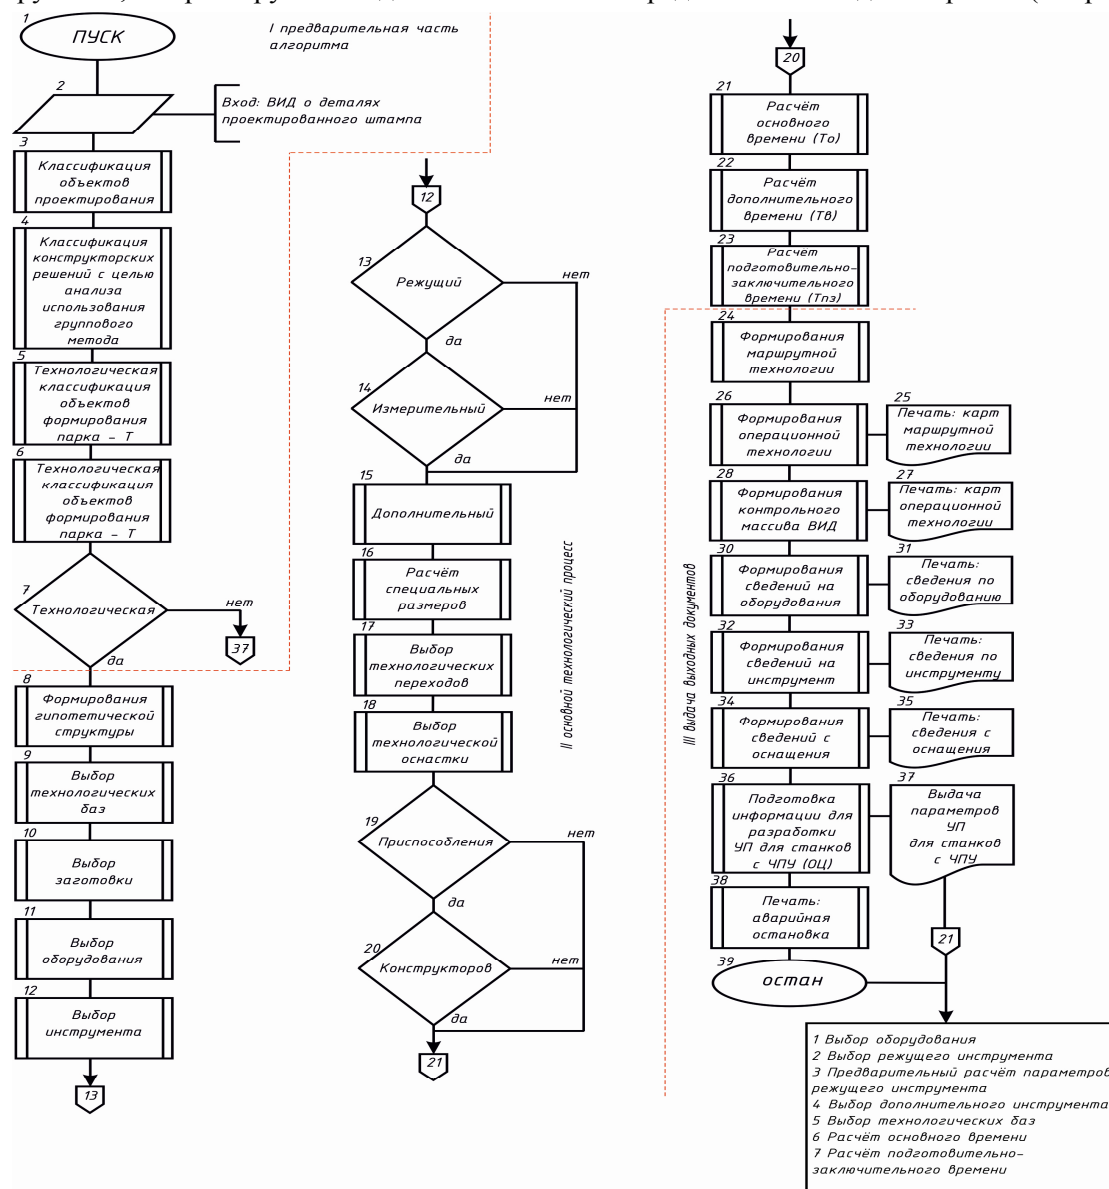 1
ПУСК
I предварительная часть
алгоритма
2
Вход: ВИД о деталях
проектированного штампа
3
Классификация
объектов
проектирования
4
Классификация
конструкторских
решений с целью
анализа
использования
группового
метода
5
Технологическая
классификация
объектов
формирования
парка – Т
6
Технологическая
классификация
объектов
формирования
парка – Т
7
Технологическая
нет
37
да
8
Формирования
гипотетической
структуры
9
Выбор
технологических
баз
10
Выбор
заготовки
11
Выбор
оборудования
12
Выбор
инструмента
13
12
13
Режущий
нет
да
14
Измерительный
нет
да
15
Дополнительный
16
Расчёт
специальных
размеров
17
Выбор
технологических
переходов
18
Выбор
технологической
оснастки
19
Приспособления
нет
да
20
Конструкторов
нет
да
21
II основной технологический процесс
20
21
Расчёт
основного
времени (То)
22
Расчёт
дополнительного
времени (Тв)
23
Расчёт
подготовительно-
заключительного
времени (Тпз)
24
Формирования
маршрутной
технологии
25
Печать: карт
маршрутной
технологии
26
Формирования
операционной
технологии
27
Печать: карт
операционной
технологии
28
Формирования
контрольного
массива ВИД
30
Формирования
сведений на
оборудования
31
Печать:
сведения по
оборудованию
32
Формирования
сведений на
инструмент
33
Печать:
сведения по
инструменту
34
Формирования
сведений с
оснащения
35
Печать:
сведения с
оснащения
36
Подготовка
информации для
разработки
УП для станков
с ЧПУ (ОЦ)
37
Выдача
параметров
УП
для станков
с ЧПУ
38
Печать:
аварийная
остановка
21
39
ОСТАН
III выдача выходных документов
1 Выбор оборудования
2 Выбор режущего инструмента
3 Предварительный расчёт параметров
режущего инструмента
4 Выбор дополнительного инструмента
5 Выбор технологических баз
6 Расчёт основного времени
7 Расчёт подготовительно-
заключительного времени